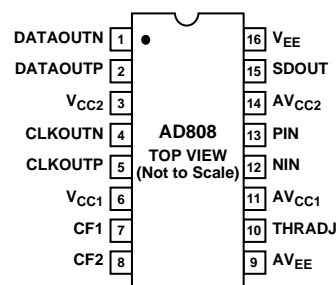 DATAOUTN 1 16 VEE
DATAOUTP 2 15 SDOUT
VCC2 3 14 AVCC2
CLKOUTN 4 AD808 13 PIN
CLKOUTP 5 TOP VIEW 12 NIN
(Not to Scale)
VCC1 6 11 AVCC1
CF1 7 10 THRADJ
CF2 8 9 AVEE